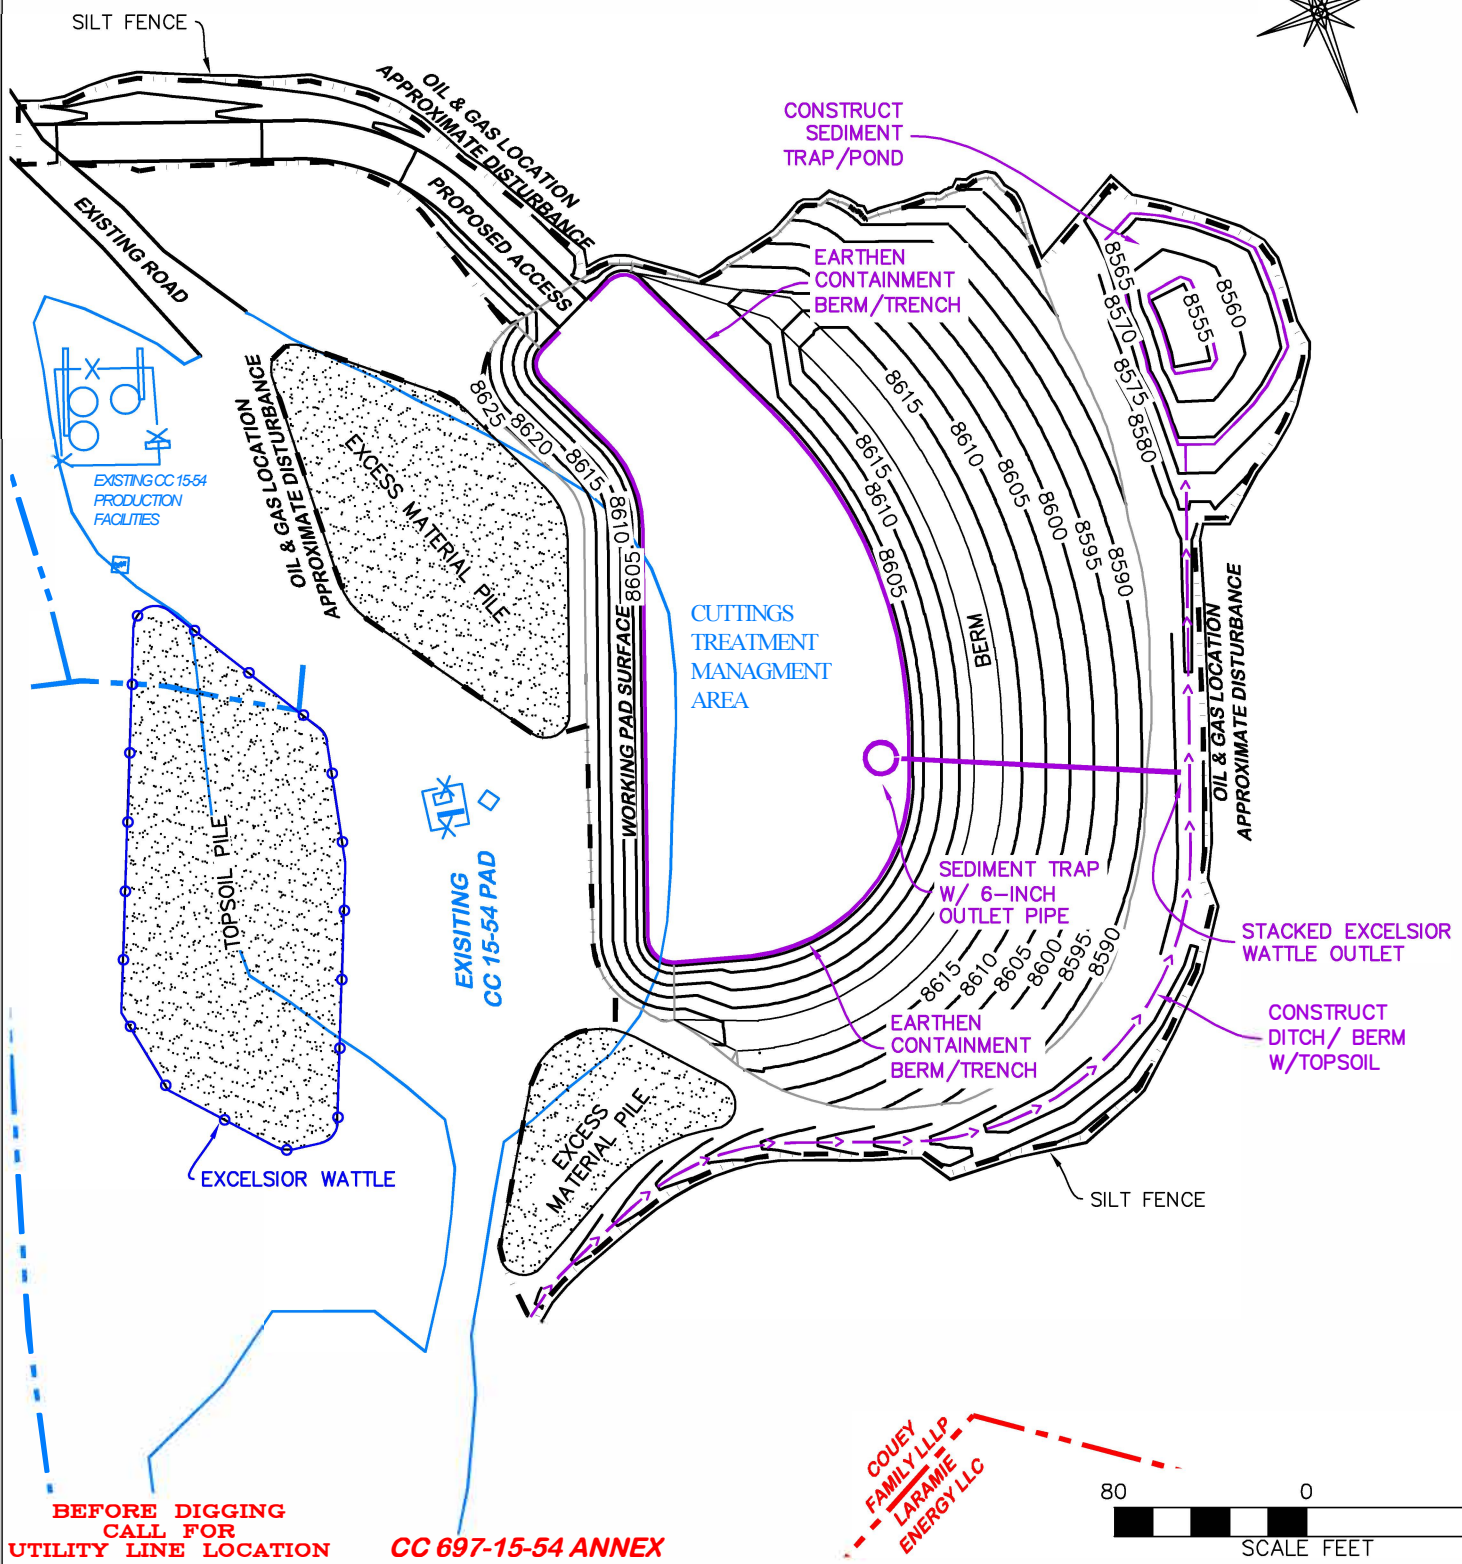 SILT FENCE
OIL & GAS LOCATION
APPROXIMATE DISTURBANCE
CONSTRUCT
SEDIMENT
TRAP/POND
EXISTING ROAD
PROPOSED ACCESS
EARTHEN
CONTAINMENT
BERM/TRENCH
8565
8570
8575
8580
8555
8560
OIL & GAS LOCATION
APPROXIMATE DISTURBANCE
8625
8620
8615
8610
8605
8615
8610
8605
8600
8595
8590
8615
8610
8605
EXISTING CC 15-54
PRODUCTION
FACILITIES
EXCESS MATERIAL PILE
WORKING PAD SURFACE
CUTTINGS
TREATMENT
MANAGMENT
AREA
BERM
OIL & GAS LOCATION
APPROXIMATE DISTURBANCE
TOPSOIL PILE
EXISITING
CC 15-54 PAD
SEDIMENT TRAP
W/ 6-INCH
OUTLET PIPE
STACKED EXCELSIOR
WATTLE OUTLET
8615
8610
8605
8600
8595
8590
EARTHEN
CONTAINMENT
BERM/TRENCH
CONSTRUCT
DITCH/ BERM
W/TOPSOIL
EXCESS
MATERIAL PILE
EXCELSIOR WATTLE
SILT FENCE
COUEY
FAMILY LLLP
LARAMIE
ENERGY LLC
80 0
SCALE FEET
BEFORE DIGGING
CALL FOR
UTILITY LINE LOCATION
CC 697-15-54 ANNEX